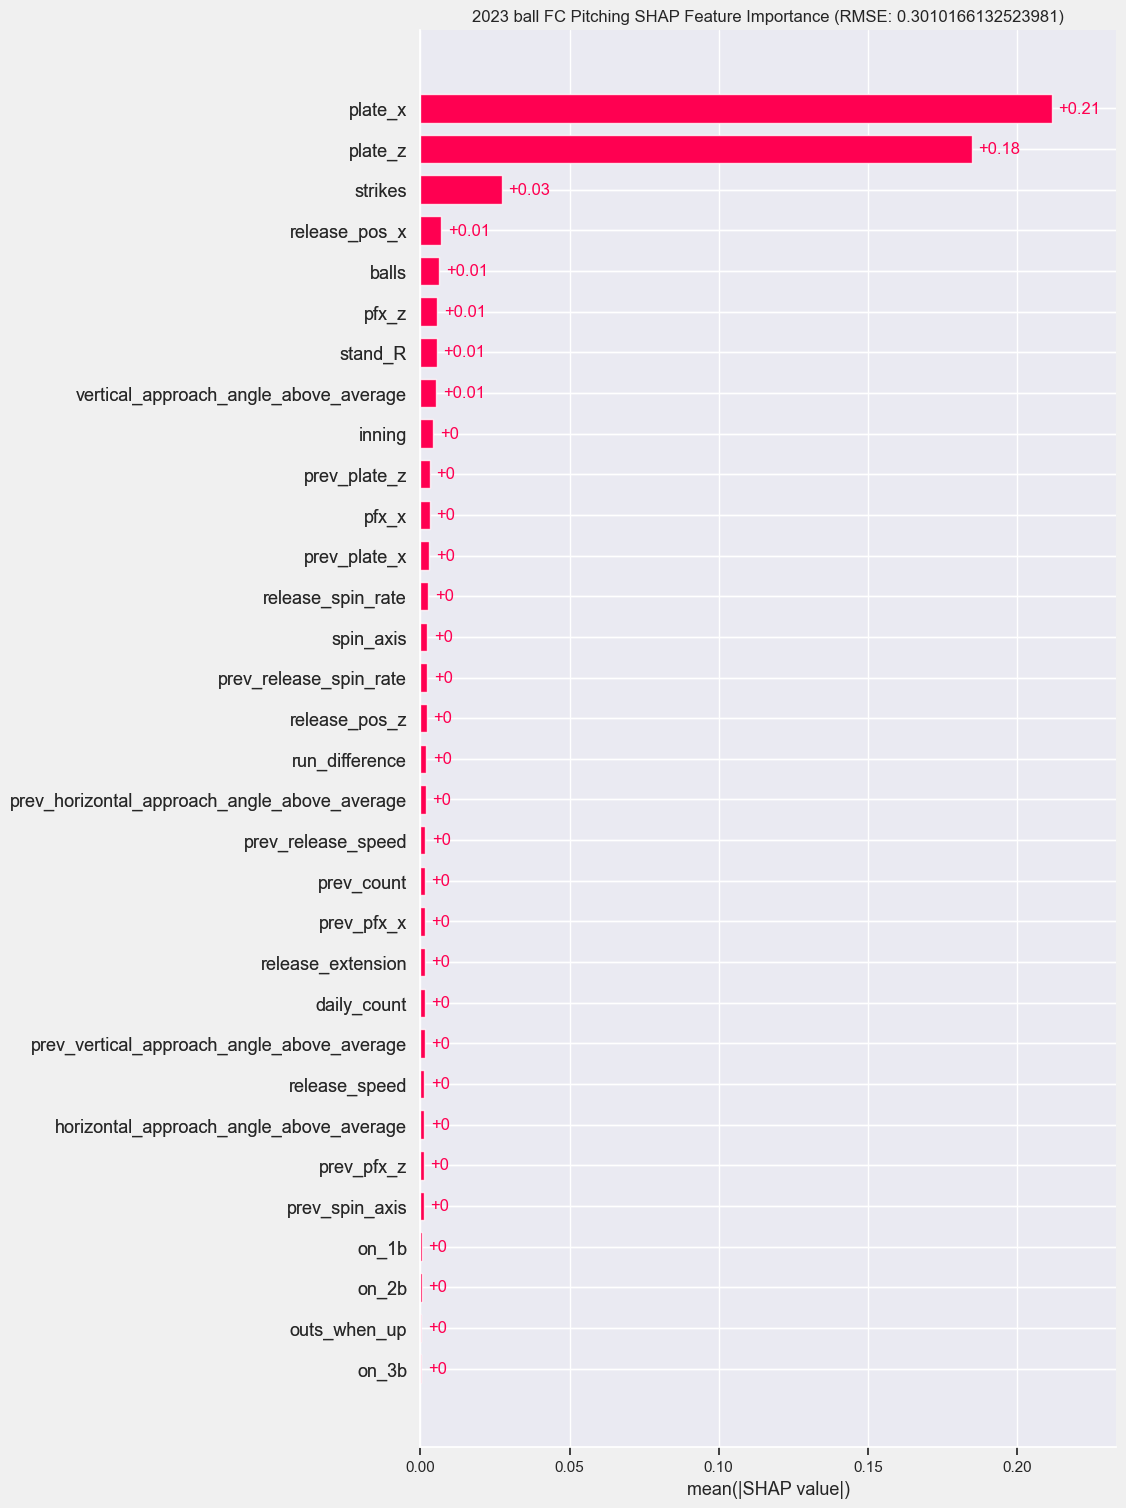 2023 ball FC Pitching SHAP Feature Importance (RMSE: 0.3010166132523981)
plate_x +0.21
plate_z +0.18
strikes +0.03
release_pos_x +0.01
balls +0.01
pfx_z +0.01
stand_R +0.01
vertical_approach_angle_above_average +0.01
inning +0
prev_plate_z +0
pfx_x +0
prev_plate_x +0
release_spin_rate +0
spin_axis +0
prev_release_spin_rate +0
release_pos_z +0
run_difference +0
prev_horizontal_approach_angle_above_average +0
prev_release_speed +0
prev_count +0
prev_pfx_x +0
release_extension +0
daily_count +0
prev_vertical_approach_angle_above_average +0
release_speed +0
horizontal_approach_angle_above_average +0
prev_pfx_z +0
prev_spin_axis +0
on_1b +0
on_2b +0
outs_when_up +0
on_3b +0
0.00 0.05 0.10 0.15 0.20
mean(|SHAP value|)